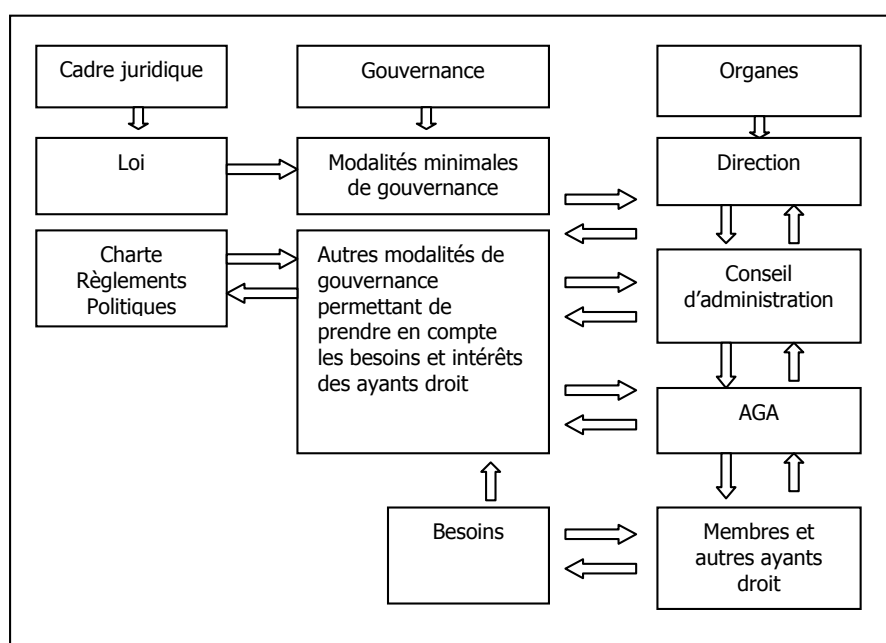 Cadre juridique
Gouvernance
Organes
Loi
Modalités minimales
de gouvernance
Direction
Charte
Règlements
Politiques
Autres modalités de
gouvernance
permettant de
prendre en compte
les besoins et intérêts
des ayants droit
Conseil
d’administration
AGA
Besoins
Membres et
autres ayants
droit